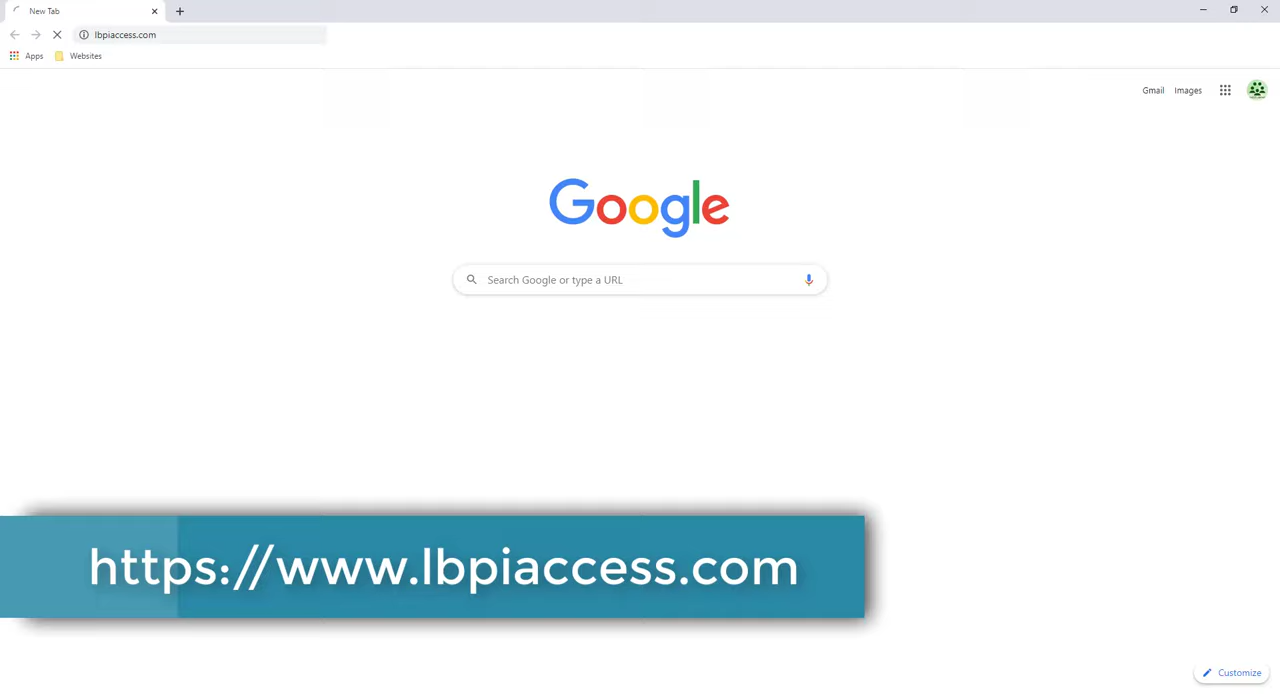 New Tab
lbpiaccess.com
Apps Websites
Gmail Images
Google
Search Google or type a URL
https://www.lbpiaccess.com
Customize